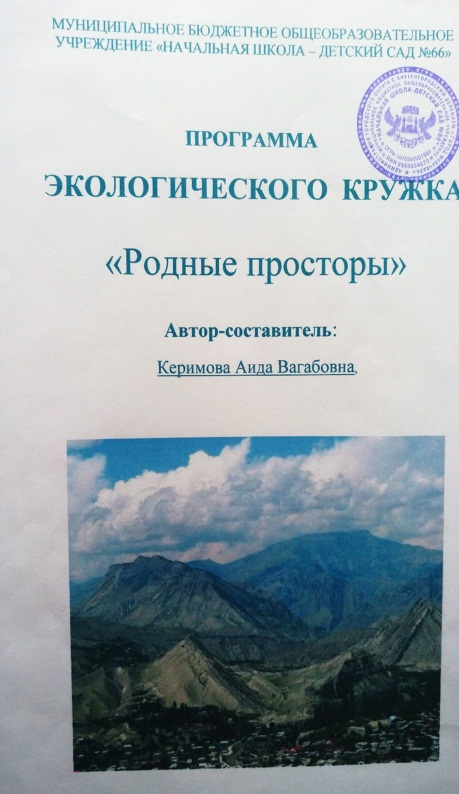 МУНИЦИПАЛЬНОЕ БЮДЖЕТНОЕ ОБЩЕОБРАЗОВАТЕЛЬНОЕ
УЧРЕЖДЕНИЕ «НАЧАЛЬНАЯ ШКОЛА – ДЕТСКИЙ САД №66»
ПРОГРАММА
ЭКОЛОГИЧЕСКОГО КРУЖКА
«Родные просторы»
Автор-составитель:
Керимова Аида Вагабовна,